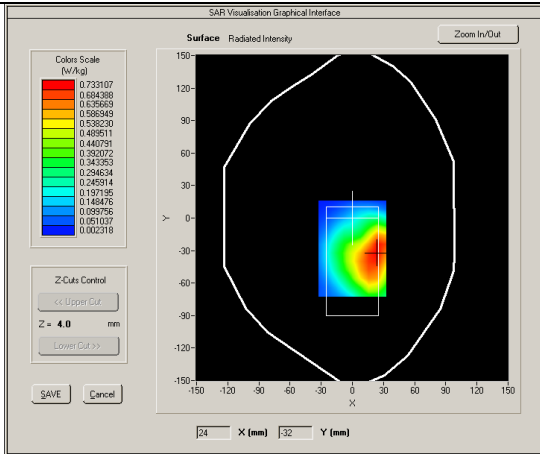 SAR Visualisation Graphical Interface
Surface Radiated Intensity
Zoom In/Out
Colors Scale
(W/kg)
0.733107
0.684388
0.635669
0.586949
0.538230
0.489511
0.440791
0.392072
0.343353
0.294634
0.245914
0.197195
0.148476
0.099756
0.051037
0.002318
Z-Cuts Control
<< Upper Cut
Z = 4.0 mm
Lower Cut >>
SAVE
Cancel
150
120
90
60
30
0
-30
-60
-90
-120
-150
Y
-150 -120 -90 -60 -30 0 30 60 90 120 150
X
24 X (mm) -32 Y (mm)